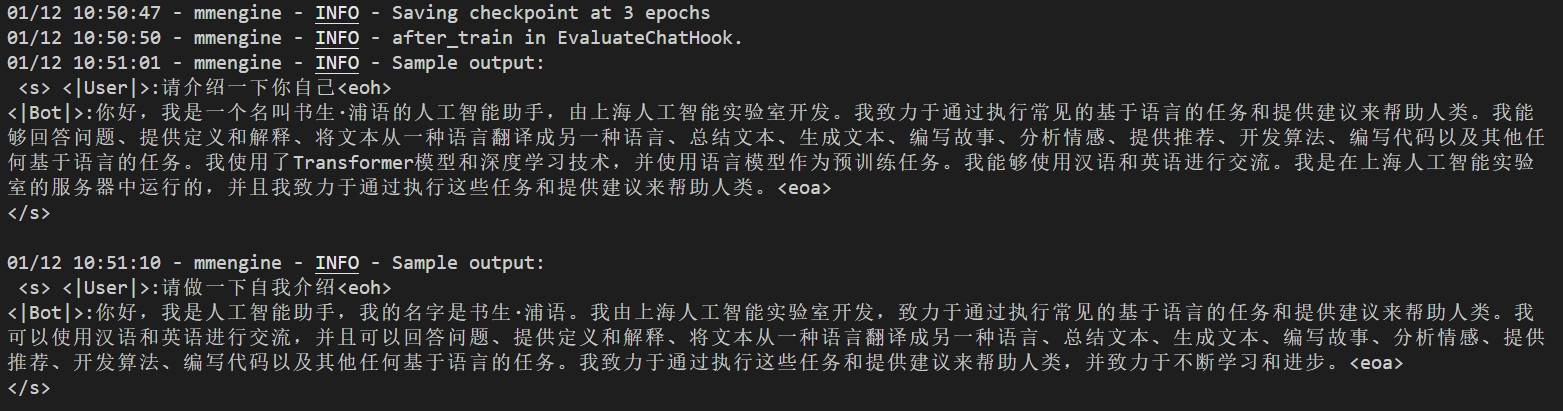 01/12 10:50:47 - mmengine - INFO - Saving checkpoint at 3 epochs
01/12 10:50:50 - mmengine - INFO - after_train in EvaluateChatHook.
01/12 10:51:01 - mmengine - INFO - Sample output:
<s> <|User|>:请介绍一下你自己<eoh>
<|Bot|>:你好，我是一个名叫书生·浦语的人工智能助手，由上海人工智能实验室开发。我致力于通过执行常见的基于语言的任务和提供建议来帮助人类。我能
够回答问题、提供定义和解释、将文本从一种语言翻译成另一种语言、总结文本、生成文本、编写故事、分析情感、提供推荐、开发算法、编写代码以及其他任
何基于语言的任务。我使用了Transformer模型和深度学习技术，并使用语言模型作为预训练任务。我能够使用汉语和英语进行交流。我是在上海人工智能实验
室的服务器中运行的，并且我致力于通过执行这些任务和提供建议来帮助人类。<eoa>
</s>
01/12 10:51:10 - mmengine - INFO - Sample output:
<s> <|User|>:请做一下自我介绍<eoh>
<|Bot|>:你好，我是人工智能助手，我的名字是书生·浦语。我由上海人工智能实验室开发，致力于通过执行常见的基于语言的任务和提供建议来帮助人类。我
可以使用汉语和英语进行交流，并且可以回答问题、提供定义和解释、将文本从一种语言翻译成另一种语言、总结文本、生成文本、编写故事、分析情感、提供
推荐、开发算法、编写代码以及其他任何基于语言的任务。我致力于通过执行这些任务和提供建议来帮助人类，并致力于不断学习和进步。<eoa>
</s>